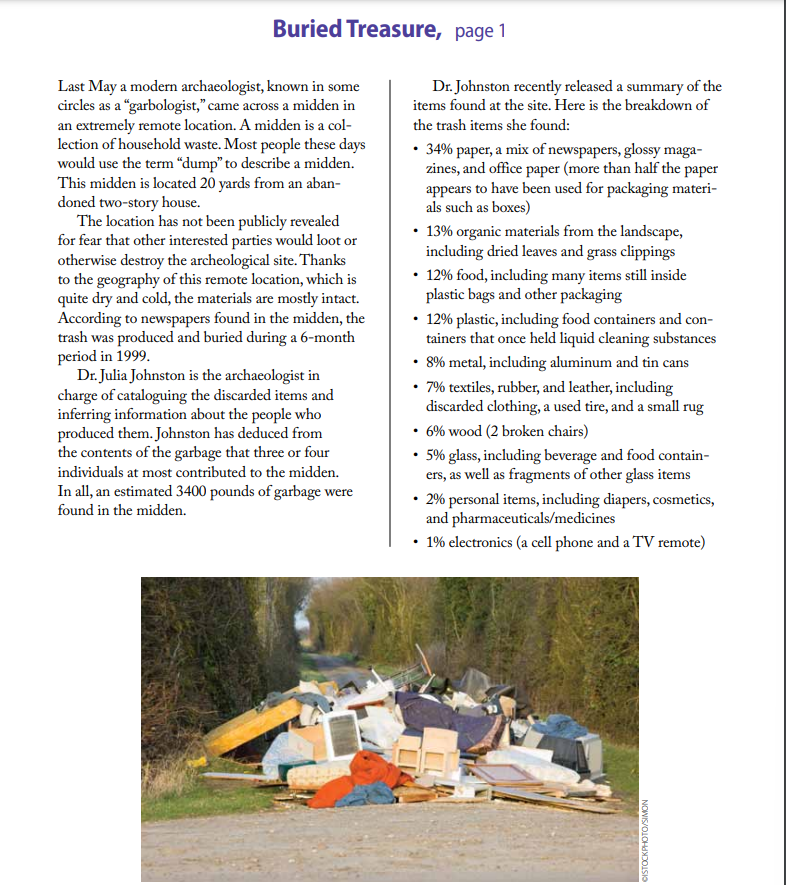 Buried Treasure, page 1
Last May a modern archaeologist, known in some
circles as a “garbologist,” came across a midden in
an extremely remote location. A midden is a col-
lection of household waste. Most people these days
would use the term “dump” to describe a midden.
This midden is located 20 yards from an aban-
doned two-story house.
The location has not been publicly revealed
for fear that other interested parties would loot or
otherwise destroy the archeological site. Thanks
to the geography of this remote location, which is
quite dry and cold, the materials are mostly intact.
According to newspapers found in the midden, the
trash was produced and buried during a 6-month
period in 1999.
Dr. Julia Johnston is the archaeologist in
charge of cataloguing the discarded items and
inferring information about the people who
produced them. Johnston has deduced from
the contents of the garbage that three or four
individuals at most contributed to the midden.
In all, an estimated 3400 pounds of garbage were
found in the midden.
Dr. Johnston recently released a summary of the
items found at the site. Here is the breakdown of
the trash items she found:
• 34% paper, a mix of newspapers, glossy maga-
zines, and office paper (more than half the paper
appears to have been used for packaging materi-
als such as boxes)
• 13% organic materials from the landscape,
including dried leaves and grass clippings
• 12% food, including many items still inside
plastic bags and other packaging
• 12% plastic, including food containers and con-
tainers that once held liquid cleaning substances
• 8% metal, including aluminum and tin cans
• 7% textiles, rubber, and leather, including
discarded clothing, a used tire, and a small rug
• 6% wood (2 broken chairs)
• 5% glass, including beverage and food contain-
ers, as well as fragments of other glass items
• 2% personal items, including diapers, cosmetics,
and pharmaceuticals/medicines
• 1% electronics (a cell phone and a TV remote)
©ISTOCKPHOTO/SIMON